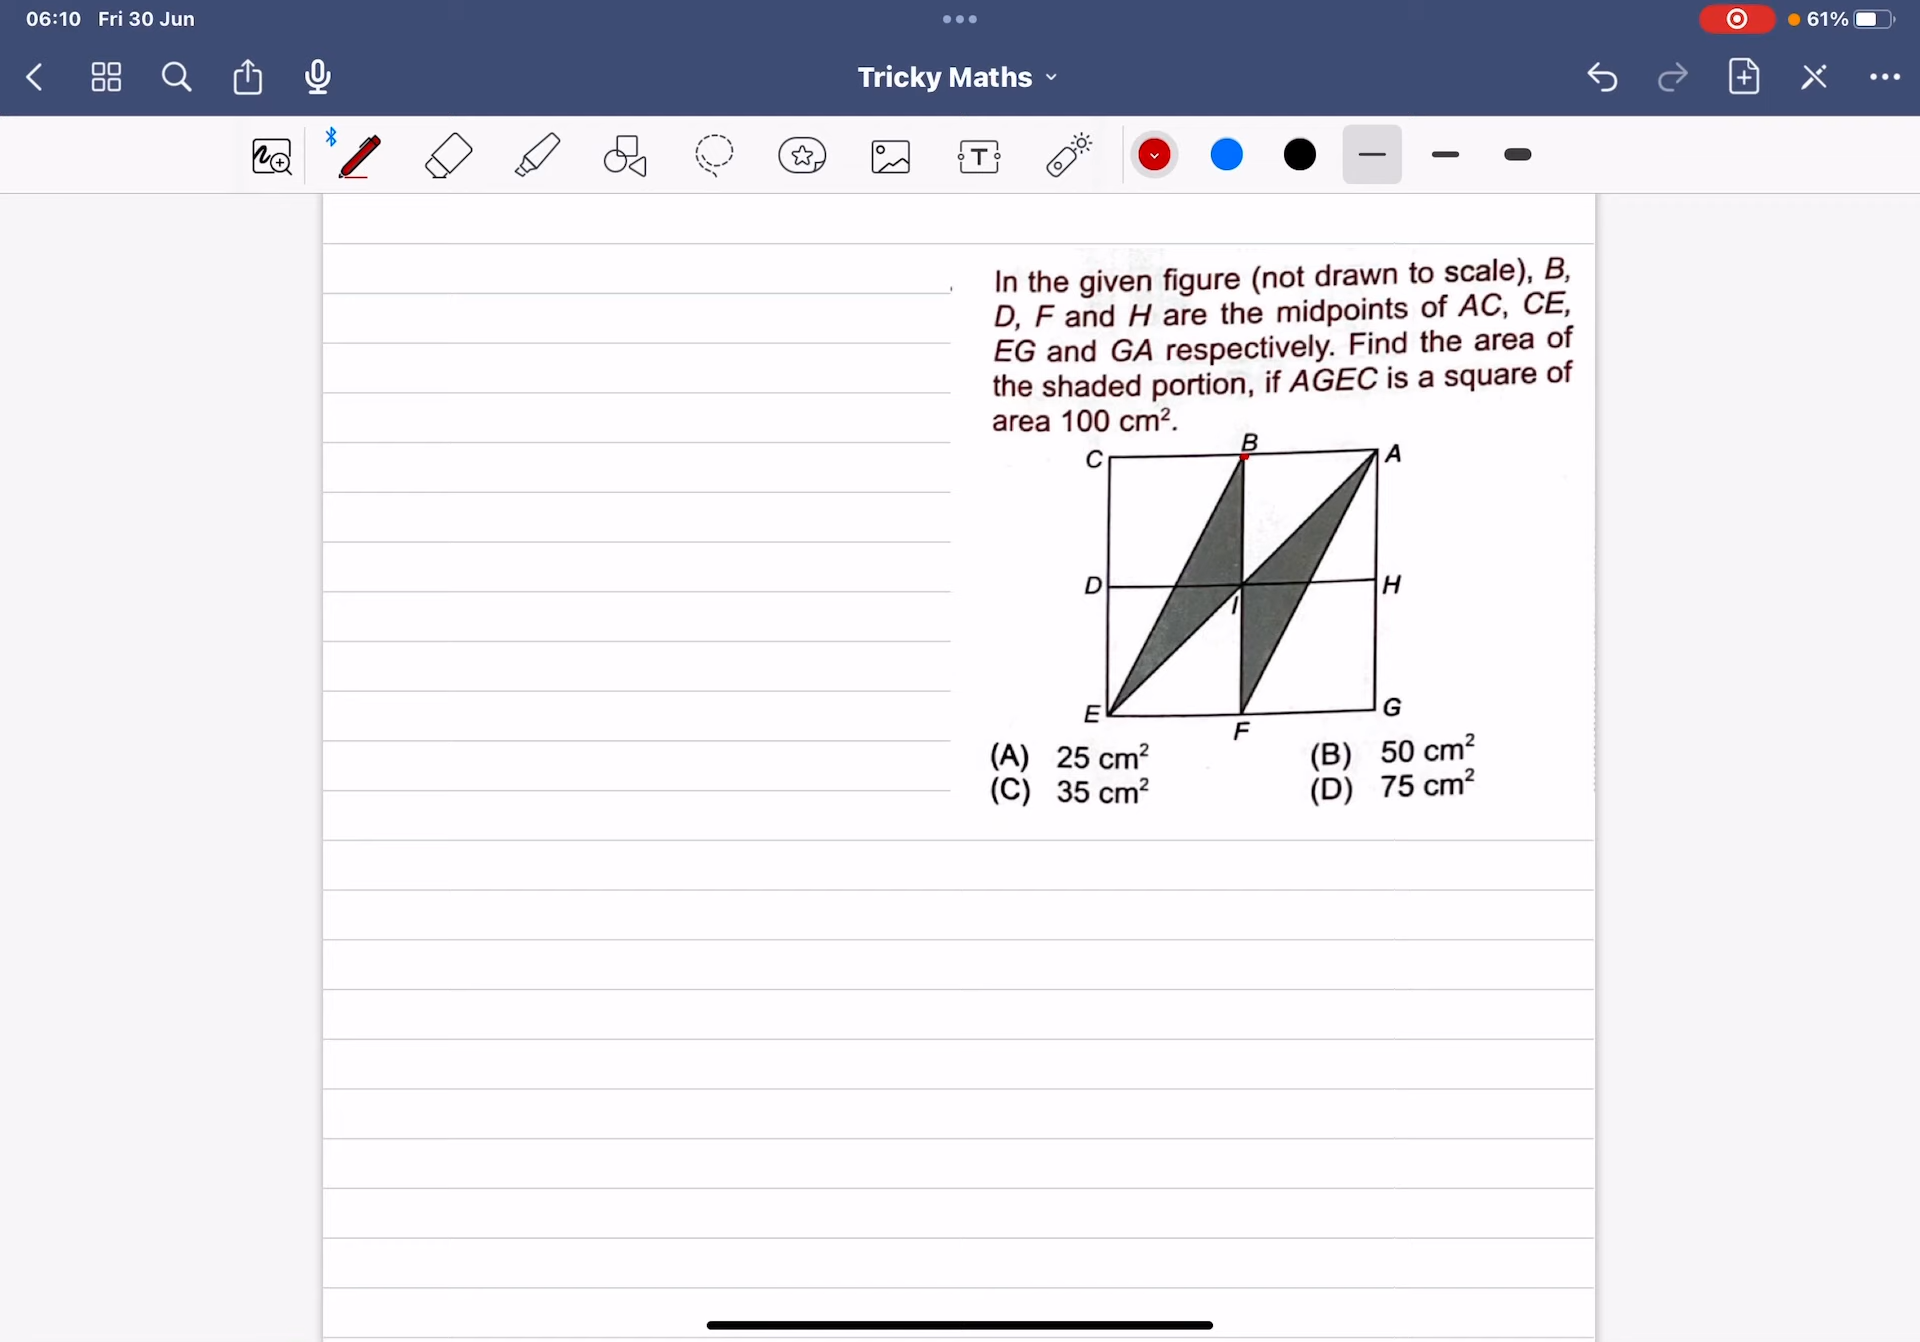 06:10 Fri 30 Jun
61%
Tricky Maths
T
In the given figure (not drawn to scale), B,
D, F and H are the midpoints of AC, CE,
EG and GA respectively. Find the area of
the shaded portion, if AGEC is a square of
area 100 cm².
B
C A
D H
I
E G
F
(A) 25 cm² (B) 50 cm²
(C) 35 cm² (D) 75 cm²